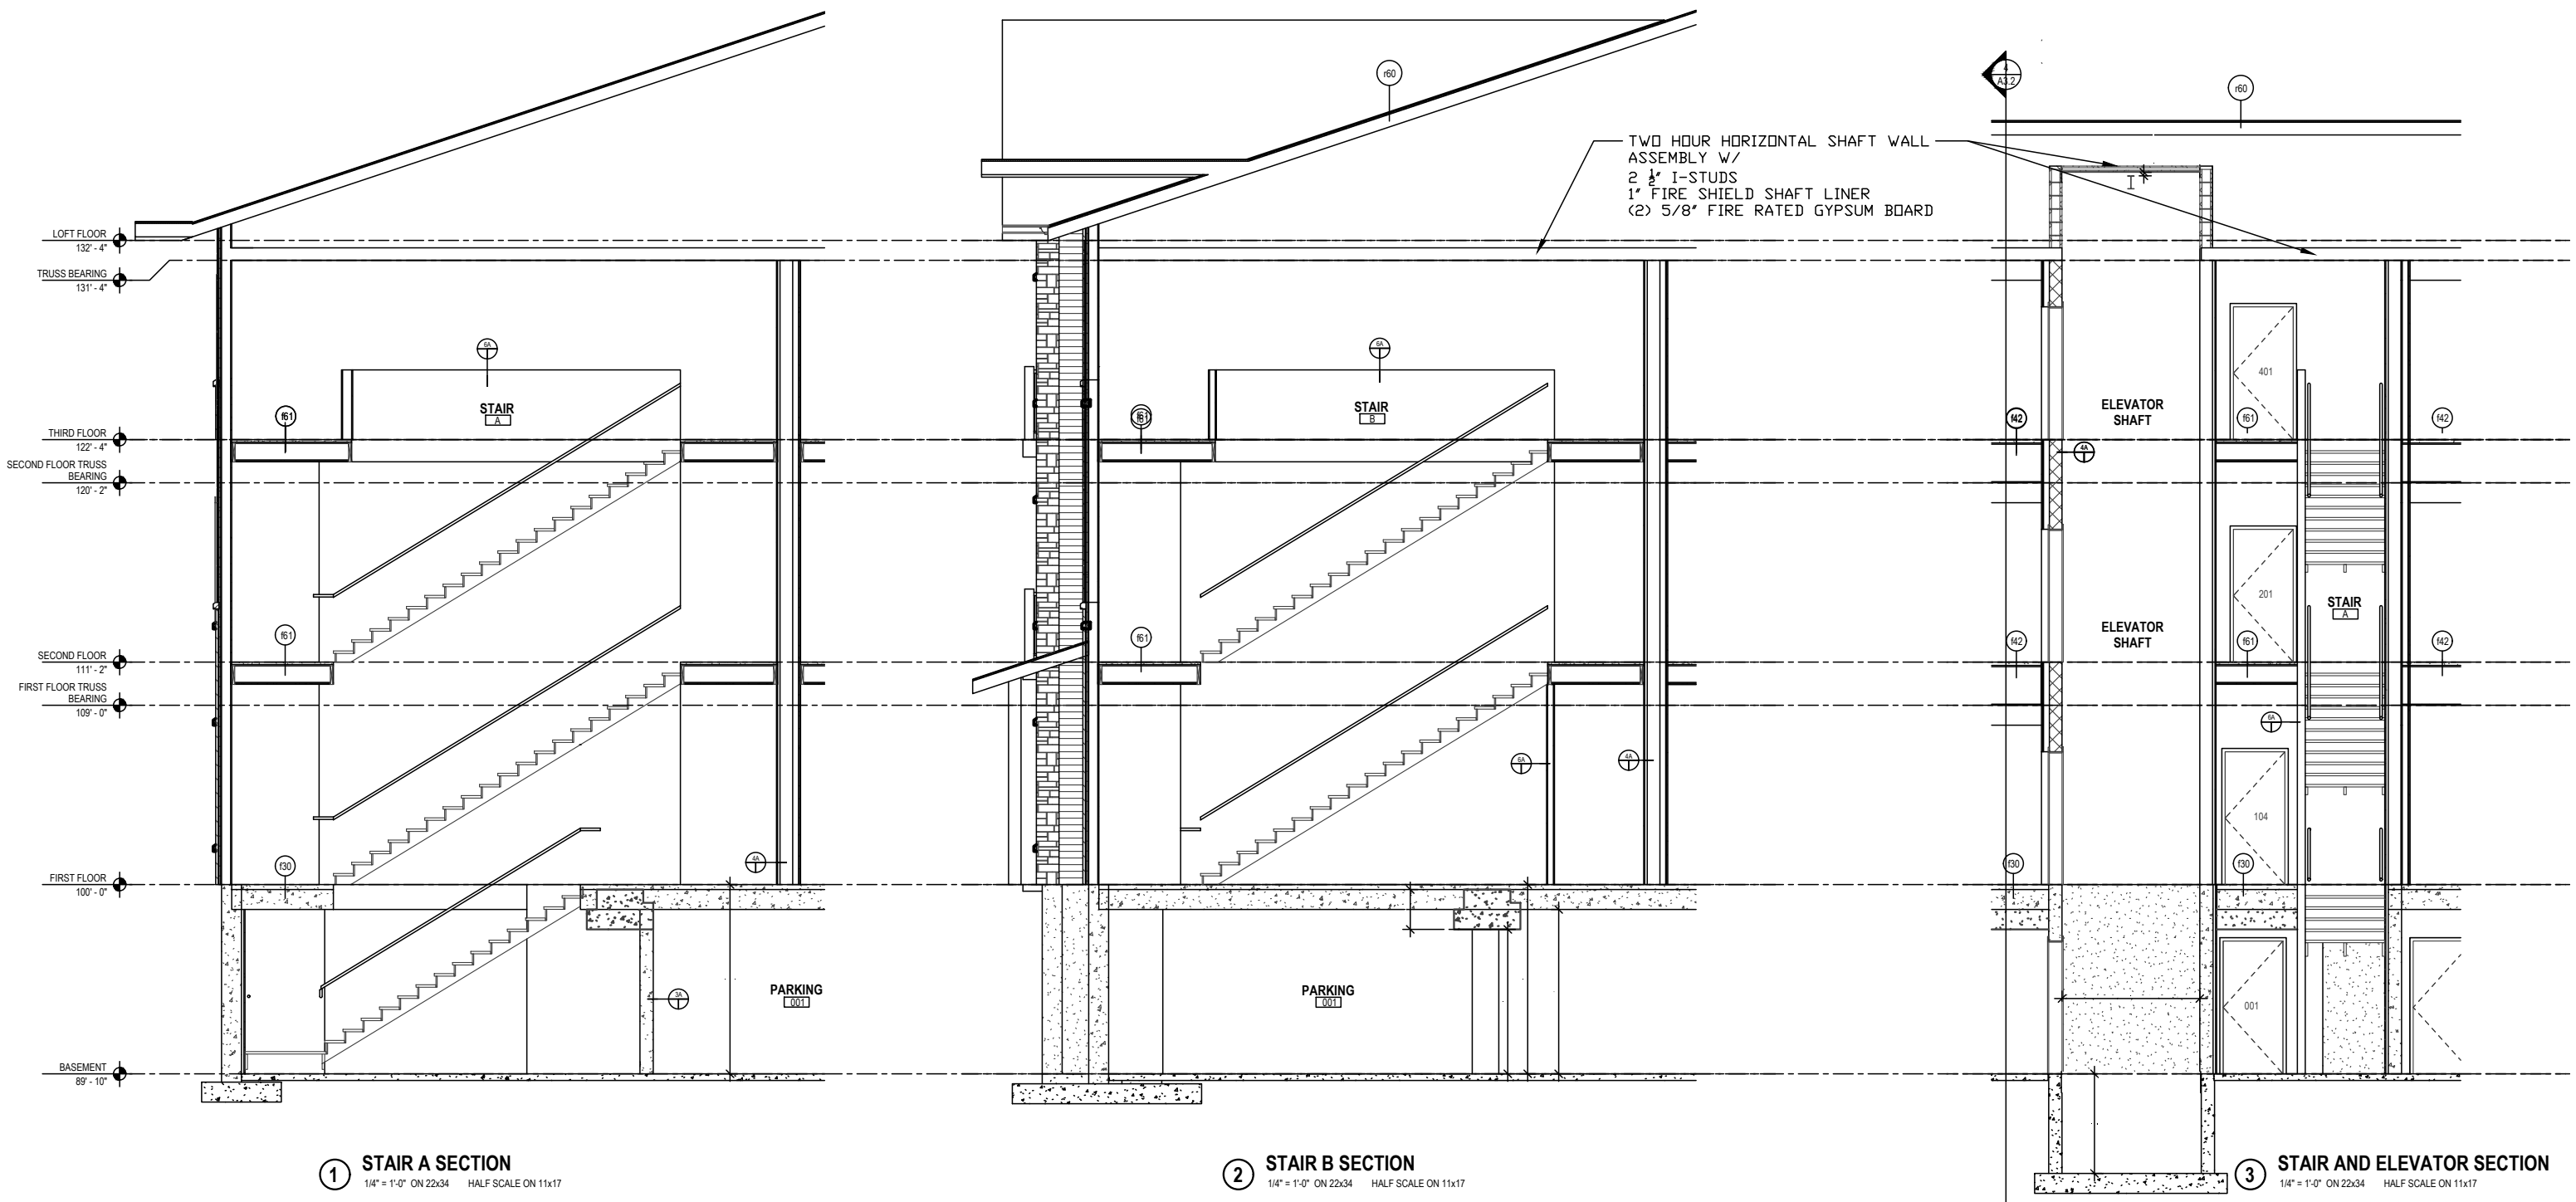 LOFT FLOOR
132' - 4"
TRUSS BEARING
131' - 4"
THIRD FLOOR
122' - 4"
SECOND FLOOR TRUSS
BEARING
120' - 2"
SECOND FLOOR
111' - 2"
FIRST FLOOR TRUSS
BEARING
109' - 0"
FIRST FLOOR
100' - 0"
BASEMENT
89' - 10"
6A
STAIR
A
f61
f61
f30
4A
3A
PARKING
001
1
STAIR A SECTION
1/4" = 1'-0" ON 22x34 HALF SCALE ON 11x17
r60
TWO HOUR HORIZONTAL SHAFT WALL
ASSEMBLY W/
2 1/2" I-STUDS
1" FIRE SHIELD SHAFT LINER
(2) 5/8" FIRE RATED GYPSUM BOARD
6A
STAIR
B
f61
f61
6A
4A
PARKING
001
2
STAIR B SECTION
1/4" = 1'-0" ON 22x34 HALF SCALE ON 11x17
4
A3.2
r60
401
ELEVATOR
SHAFT
f42
f61
f42
4A
201
STAIR
A
ELEVATOR
SHAFT
f42
f61
f42
6A
104
f30
f30
001
3
STAIR AND ELEVATOR SECTION
1/4" = 1'-0" ON 22x34 HALF SCALE ON 11x17